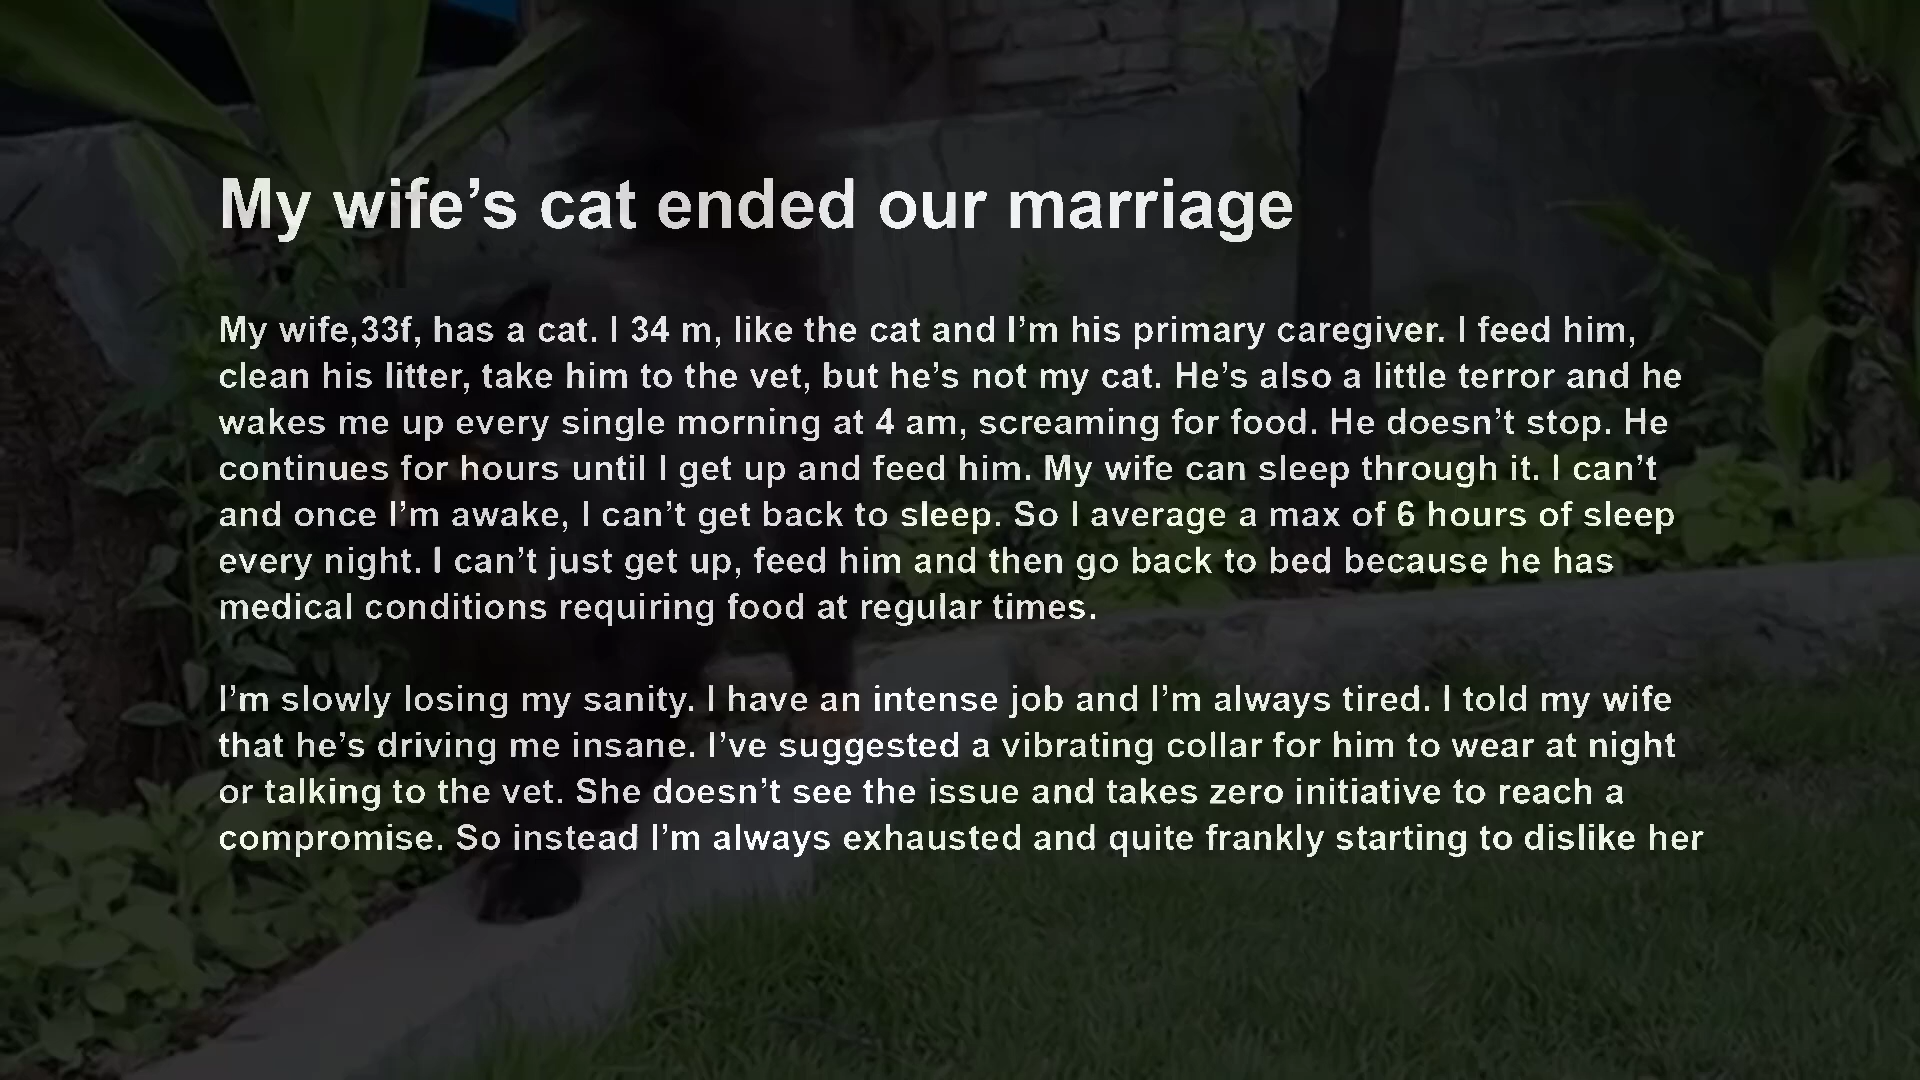 My wife’s cat ended our marriage
My wife,33f, has a cat. I 34 m, like the cat and I’m his primary caregiver. I feed him,
clean his litter, take him to the vet, but he’s not my cat. He’s also a little terror and he
wakes me up every single morning at 4 am, screaming for food. He doesn’t stop. He
continues for hours until I get up and feed him. My wife can sleep through it. I can’t
and once I’m awake, I can’t get back to sleep. So I average a max of 6 hours of sleep
every night. I can’t just get up, feed him and then go back to bed because he has
medical conditions requiring food at regular times.
I’m slowly losing my sanity. I have an intense job and I’m always tired. I told my wife
that he’s driving me insane. I’ve suggested a vibrating collar for him to wear at night
or talking to the vet. She doesn’t see the issue and takes zero initiative to reach a
compromise. So instead I’m always exhausted and quite frankly starting to dislike her